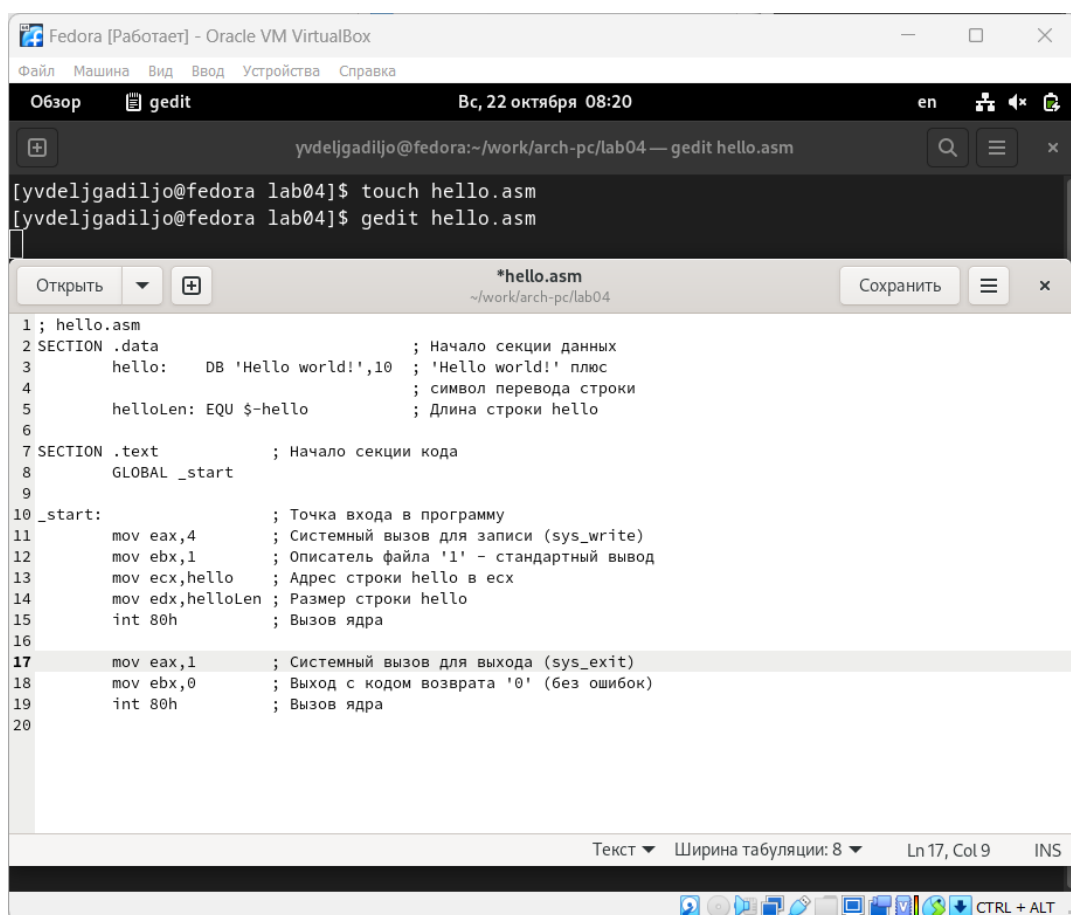 Fedora [Работает] - Oracle VM VirtualBox
Файл Машина Вид Ввод Устройства Справка
Обзор gedit Вс, 22 октября 08:20 en
yvdeljgadiljo@fedora:~/work/arch-pc/lab04 — gedit hello.asm
[yvdeljgadiljo@fedora lab04]$ touch hello.asm
[yvdeljgadiljo@fedora lab04]$ gedit hello.asm
Открыть *hello.asm Сохранить
~/work/arch-pc/lab04
1 ; hello.asm
2 SECTION .data ; Начало секции данных
3 hello: DB 'Hello world!',10 ; 'Hello world!' плюс
4 ; символ перевода строки
5 helloLen: EQU $-hello ; Длина строки hello
6
7 SECTION .text ; Начало секции кода
8 GLOBAL _start
9
10 _start: ; Точка входа в программу
11 mov eax,4 ; Системный вызов для записи (sys_write)
12 mov ebx,1 ; Описатель файла '1' - стандартный вывод
13 mov ecx,hello ; Адрес строки hello в ecx
14 mov edx,helloLen ; Размер строки hello
15 int 80h ; Вызов ядра
16
17 mov eax,1 ; Системный вызов для выхода (sys_exit)
18 mov ebx,0 ; Выход с кодом возврата '0' (без ошибок)
19 int 80h ; Вызов ядра
20
Текст Ширина табуляции: 8 Ln 17, Col 9 INS
CTRL + ALT